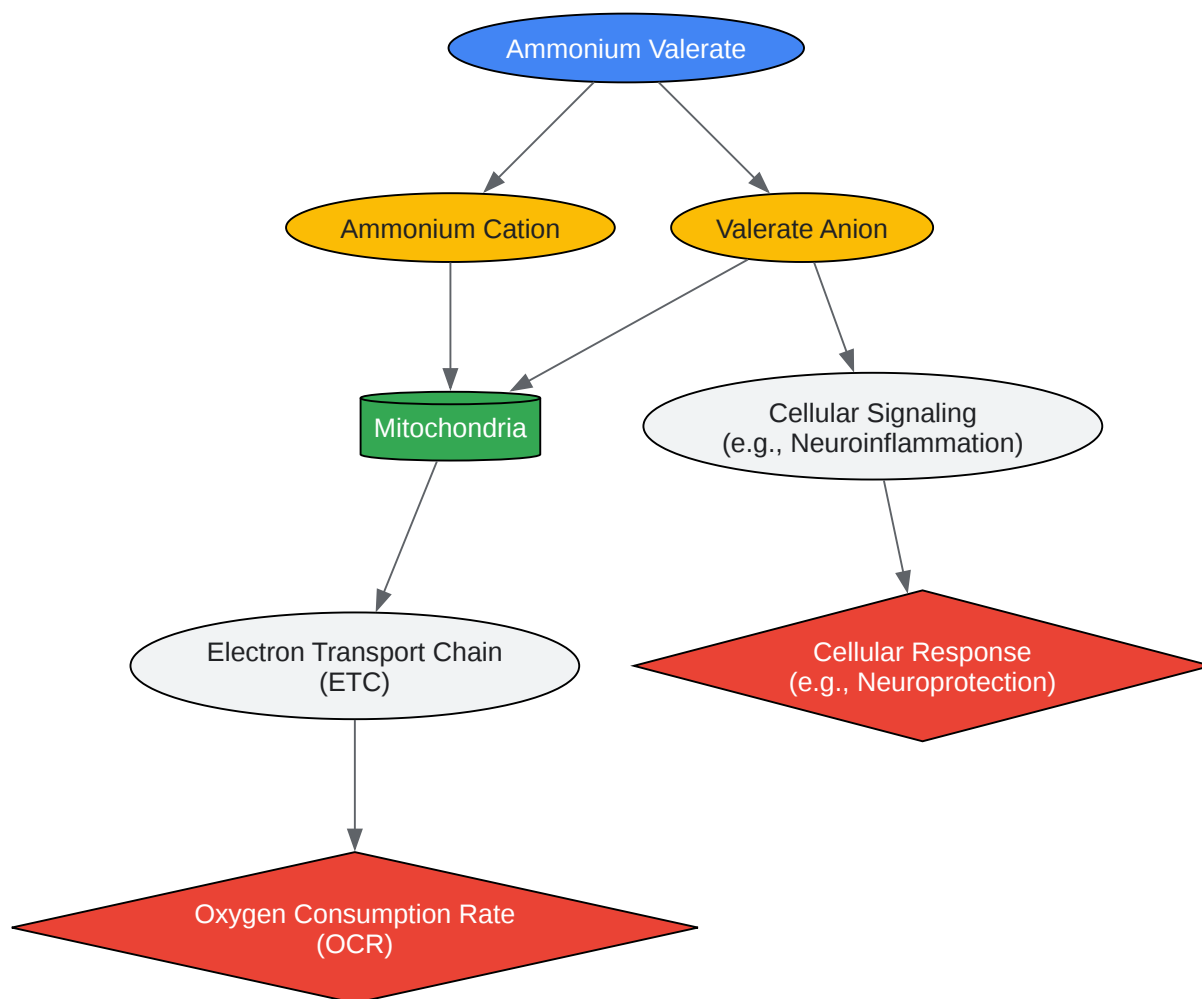 Ammonium Valerate
Ammonium Cation
Valerate Anion
Mitochondria
Cellular Signaling
(e.g., Neuroinflammation)
Electron Transport Chain
(ETC)
Cellular Response
(e.g., Neuroprotection)
Oxygen Consumption Rate
(OCR)